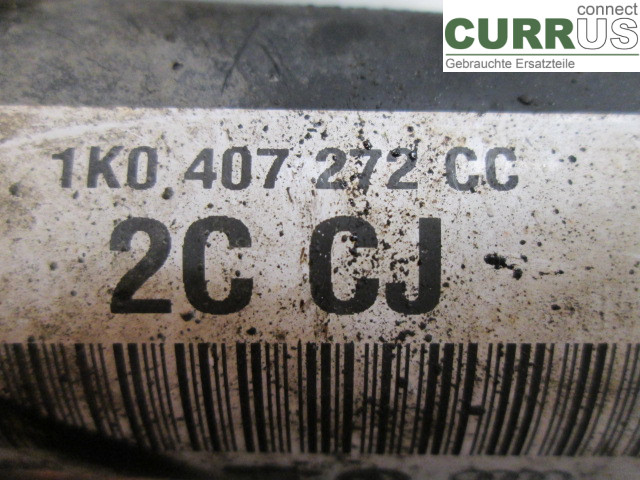 connect
CURRUS
Gebrauchte Ersatzteile
1K0 407 272 CC
2C CJ